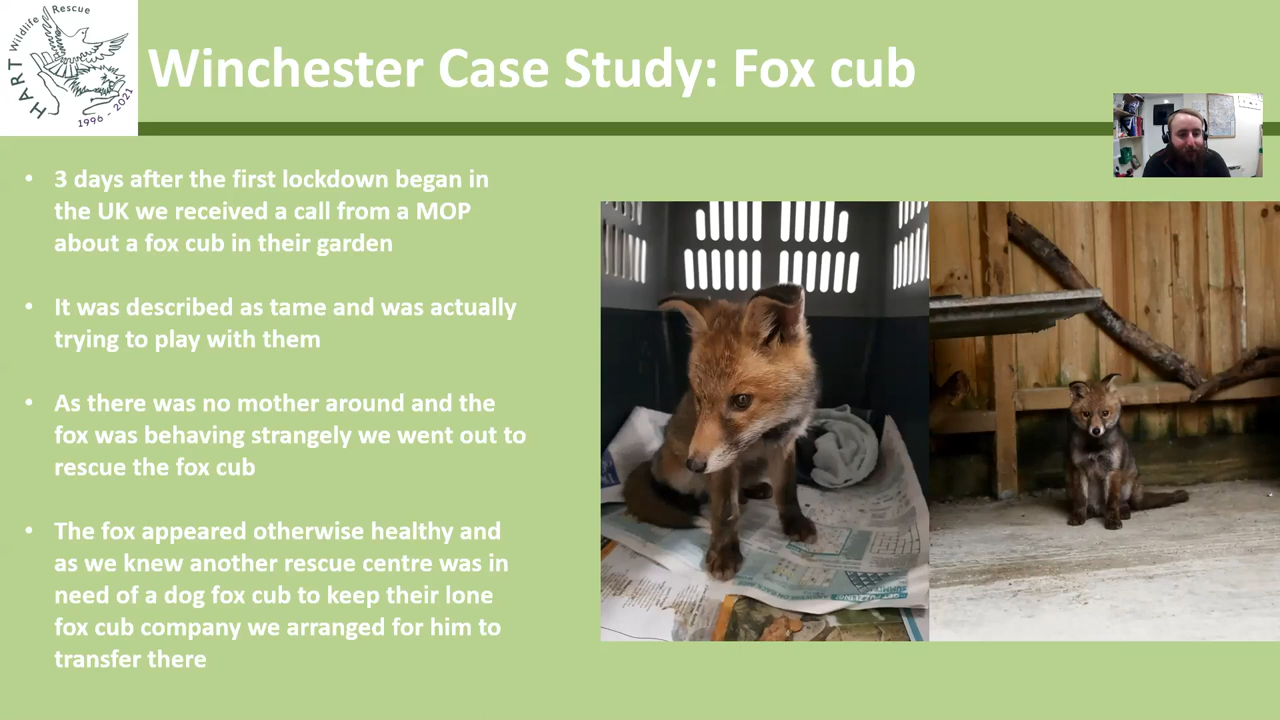 HART Wildlife Rescue
1996 - 2021
Winchester Case Study: Fox cub
• 3 days after the first lockdown began in
the UK we received a call from a MOP
about a fox cub in their garden
• It was described as tame and was actually
trying to play with them
• As there was no mother around and the
fox was behaving strangely we went out to
rescue the fox cub
• The fox appeared otherwise healthy and
as we knew another rescue centre was in
need of a dog fox cub to keep their lone
fox cub company we arranged for him to
transfer there